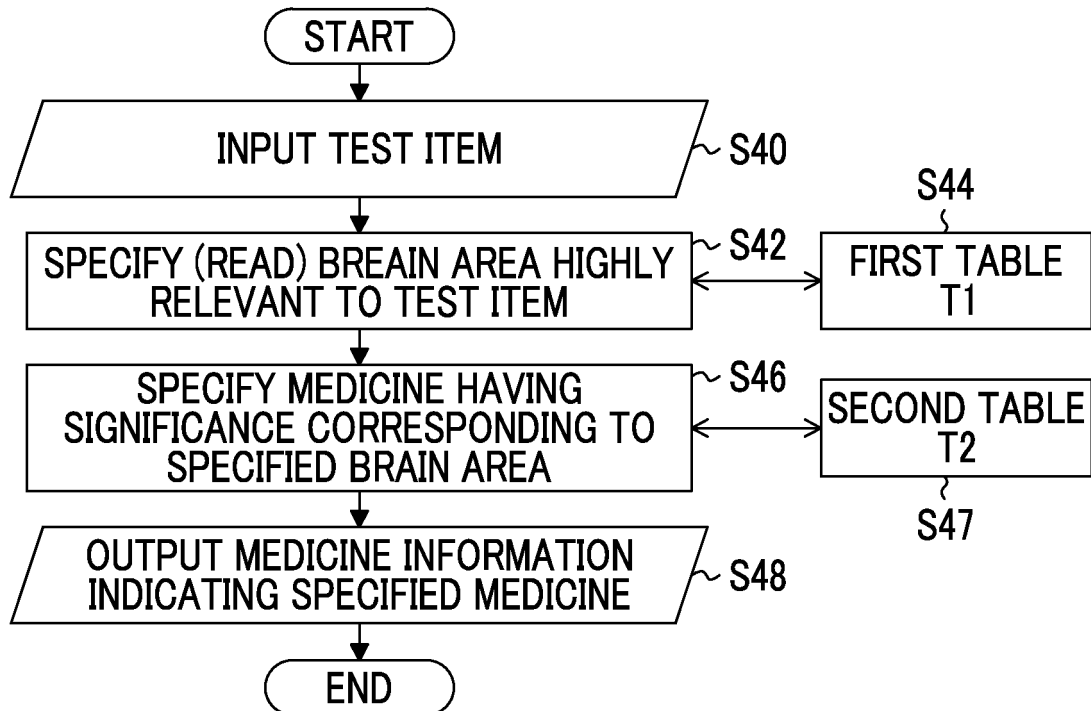 START
INPUT TEST ITEM
S40
SPECIFY (READ) BREAIN AREA HIGHLY
RELEVANT TO TEST ITEM
S42
S44
FIRST TABLE
T1
SPECIFY MEDICINE HAVING
SIGNIFICANCE CORRESPONDING TO
SPECIFIED BRAIN AREA
S46
SECOND TABLE
T2
S47
OUTPUT MEDICINE INFORMATION
INDICATING SPECIFIED MEDICINE
S48
END